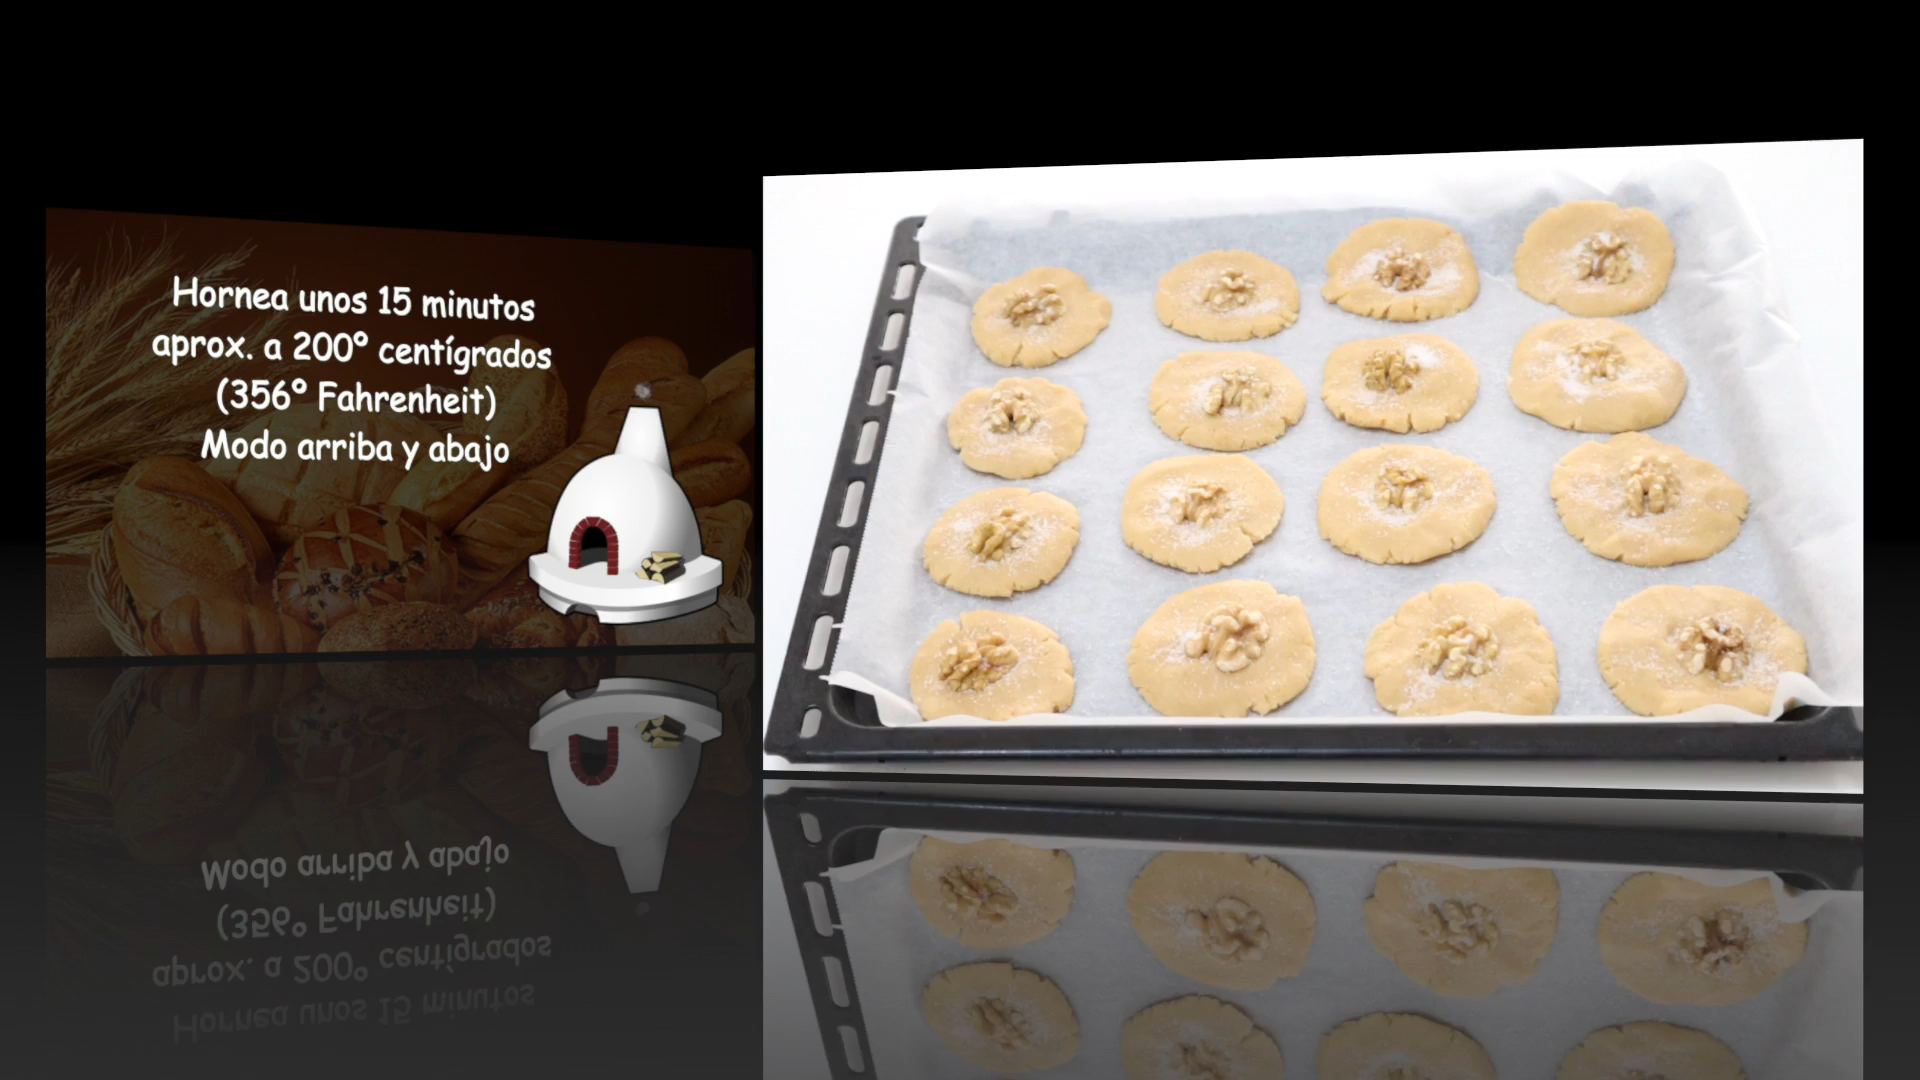 Hornea unos 15 minutos
aprox. a 200º centígrados
(356º Fahrenheit)
Modo arriba y abajo